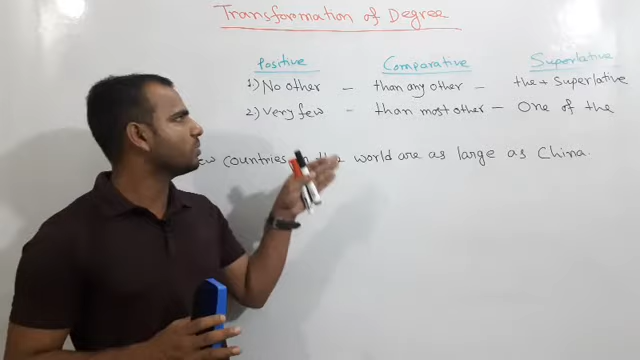 Transformation of Degree
Positive Comparative Superlative
1.) No other - than any other - the + Superlative
2) Very few - than most other - One of the
countries in the world are as large as China.